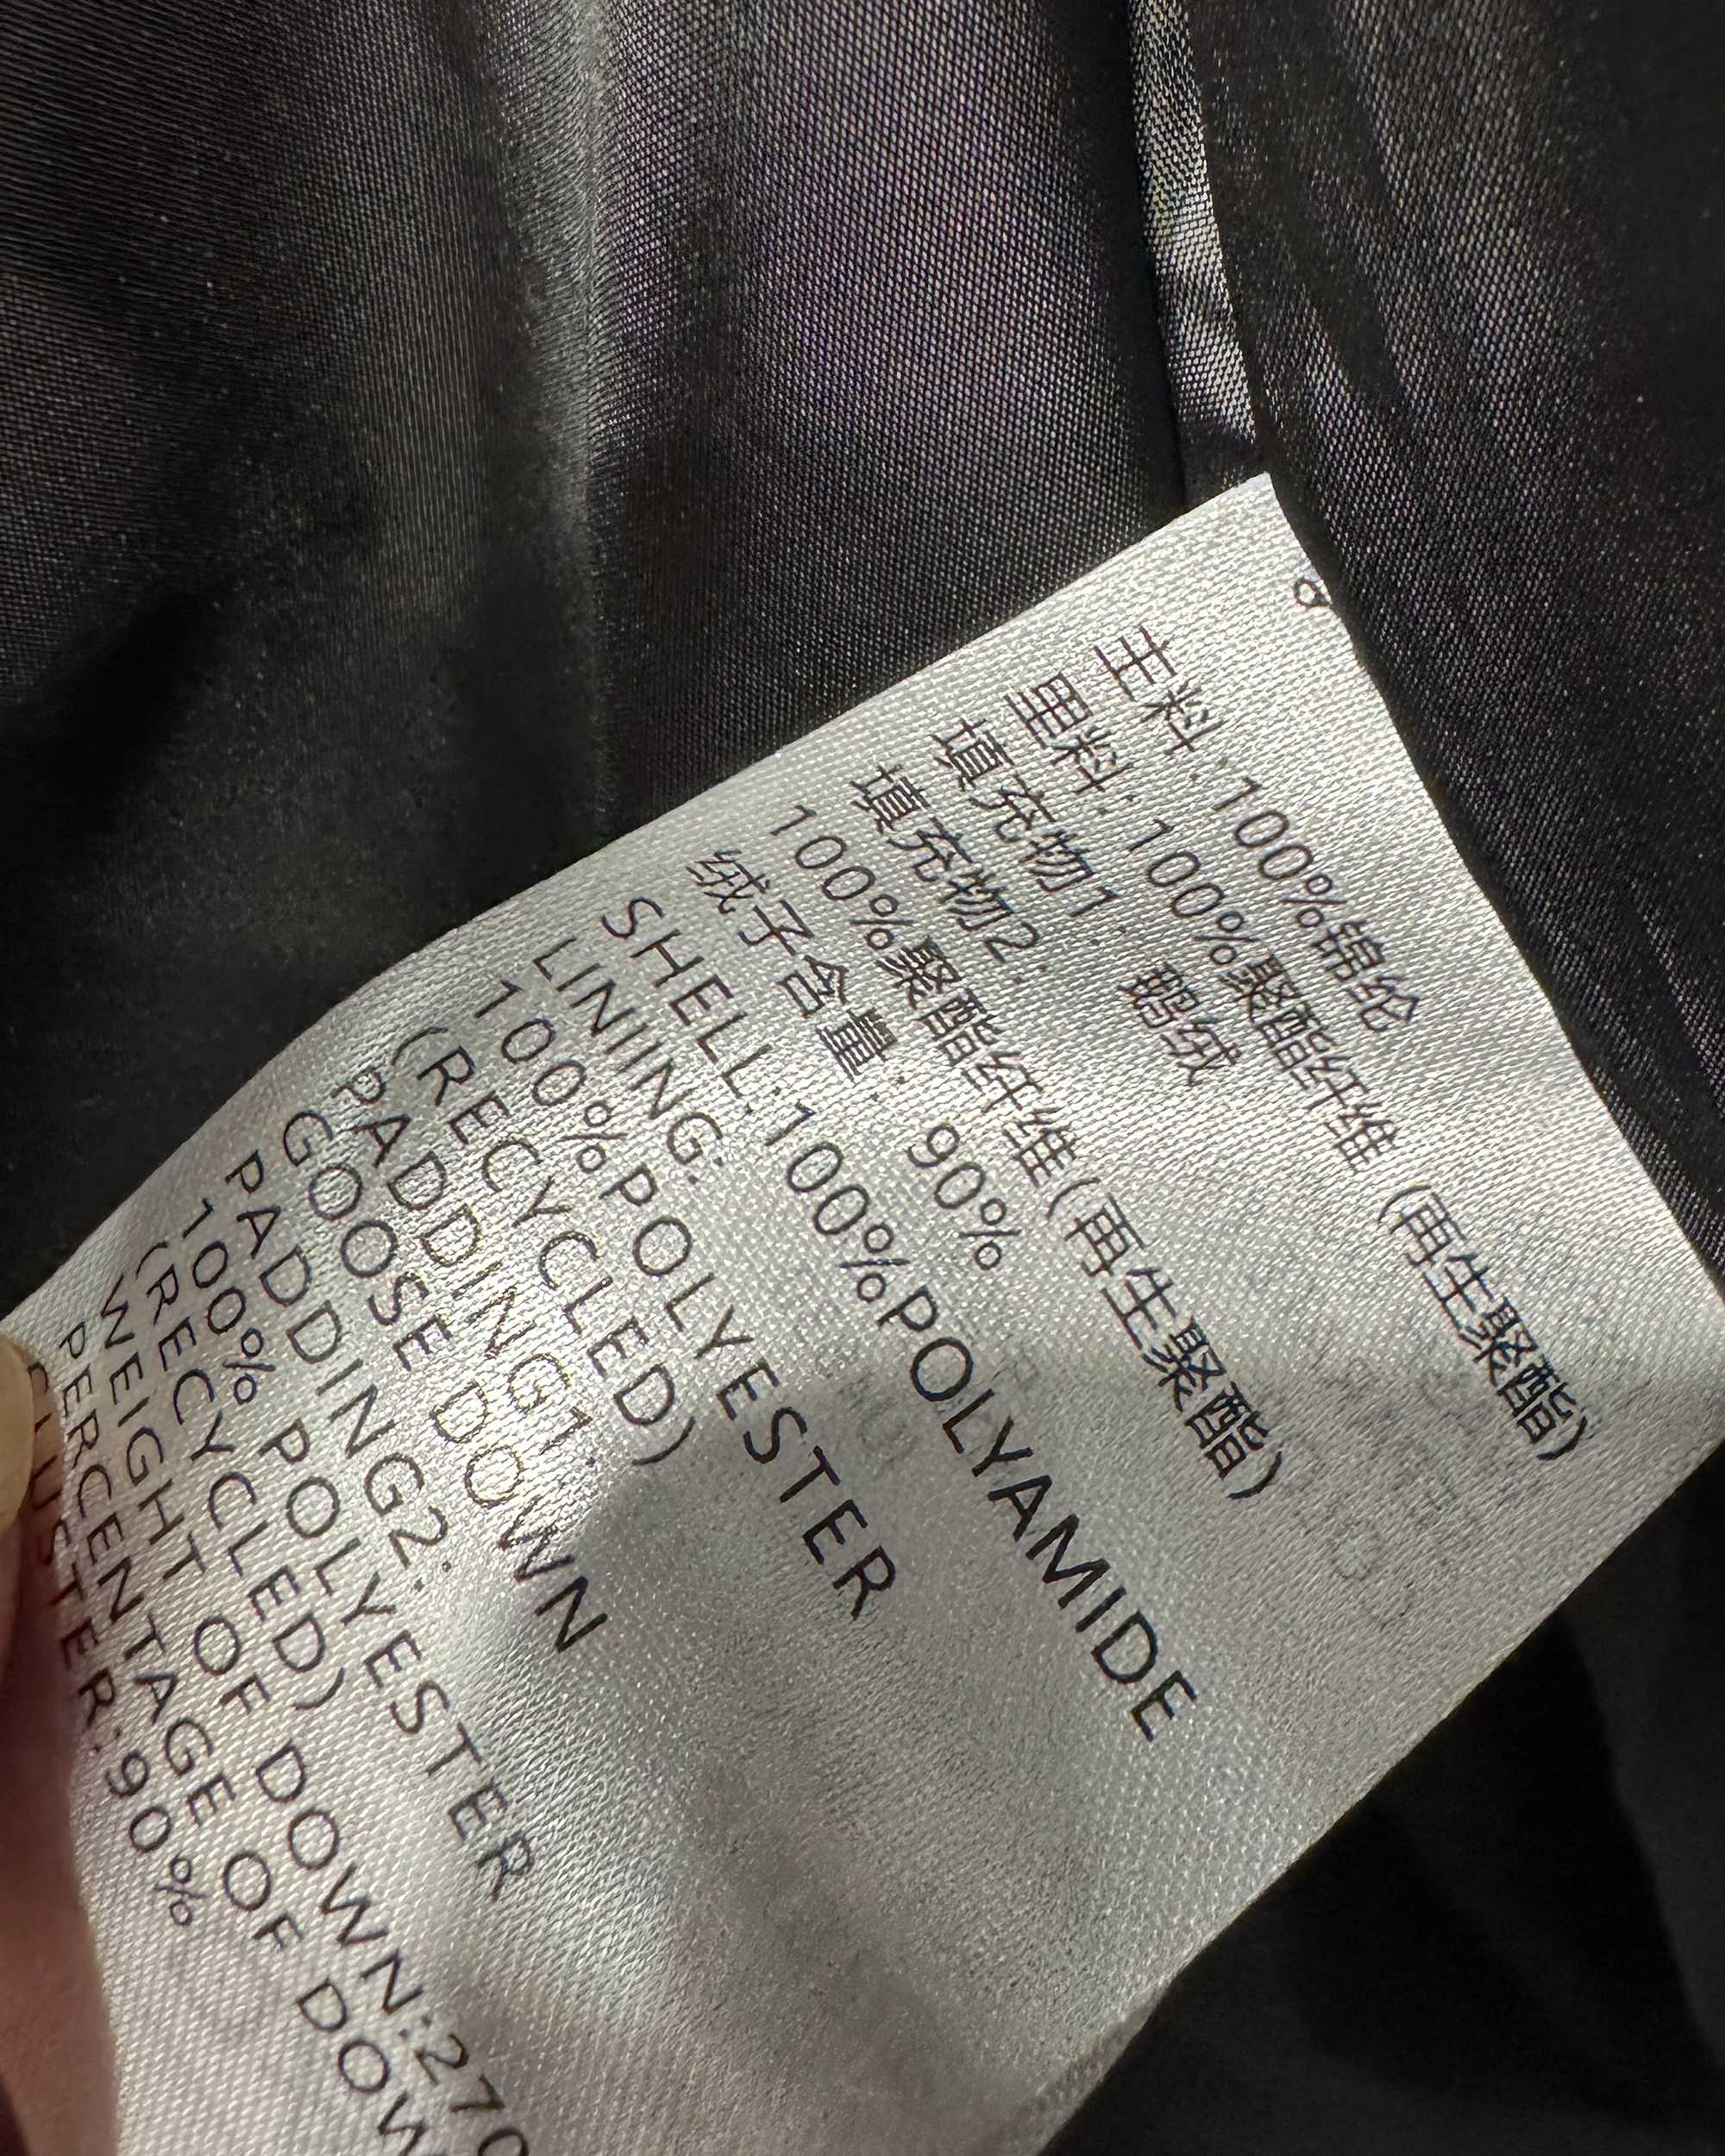 主料: 100%锦纶
里料: 100%聚酯纤维 (再生聚酯)
填充物1: 鹅绒
填充物2:
100%聚酯纤维(再生聚酯)
绒子含量: 90%
SHELL:100%POLYAMIDE
LINING:
100%POLYESTER
(RECYCLED)
PADDING1:
GOOSE DOWN
PADDING2:
100% POLYESTER
(RECYCLED)
WEIGHT OF DOWN:270
PERCENTAGE OF DOWN
CLUSTER:90%